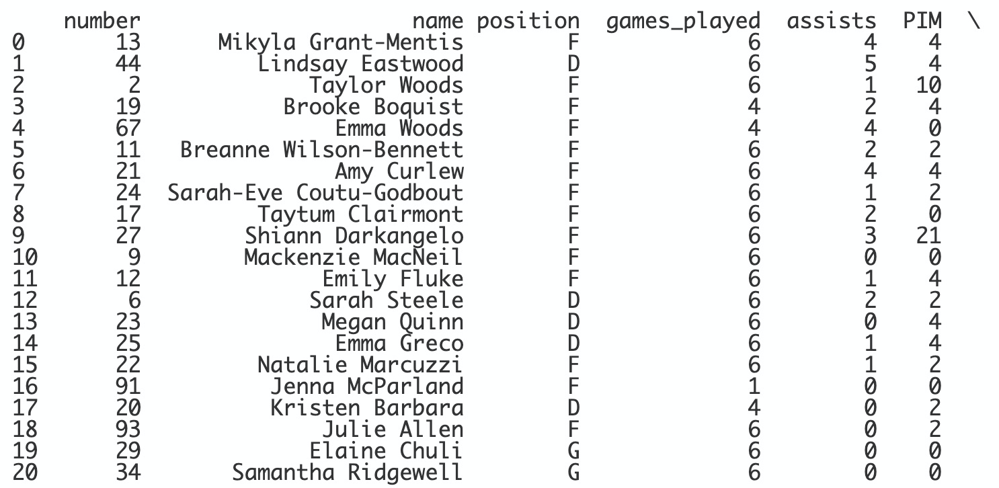 number name position games_played assists PIM \
0 13 Mikyla Grant-Mentis F 6 4 4
1 44 Lindsay Eastwood D 6 5 4
2 2 Taylor Woods F 6 1 10
3 19 Brooke Boquist F 4 2 4
4 67 Emma Woods F 4 4 0
5 11 Breanne Wilson-Bennett F 6 2 2
6 21 Amy Curlew F 6 4 4
7 24 Sarah-Eve Coutu-Godbout F 6 1 2
8 17 Taytum Clairmont F 6 2 0
9 27 Shiann Darkangelo F 6 3 21
10 9 Mackenzie MacNeil F 6 0 0
11 12 Emily Fluke F 6 1 4
12 6 Sarah Steele D 6 2 2
13 23 Megan Quinn D 6 0 4
14 25 Emma Greco D 6 1 4
15 22 Natalie Marcuzzi F 6 1 2
16 91 Jenna McParland F 1 0 0
17 20 Kristen Barbara D 4 0 2
18 93 Julie Allen F 6 0 2
19 29 Elaine Chuli G 6 0 0
20 34 Samantha Ridgewell G 6 0 0